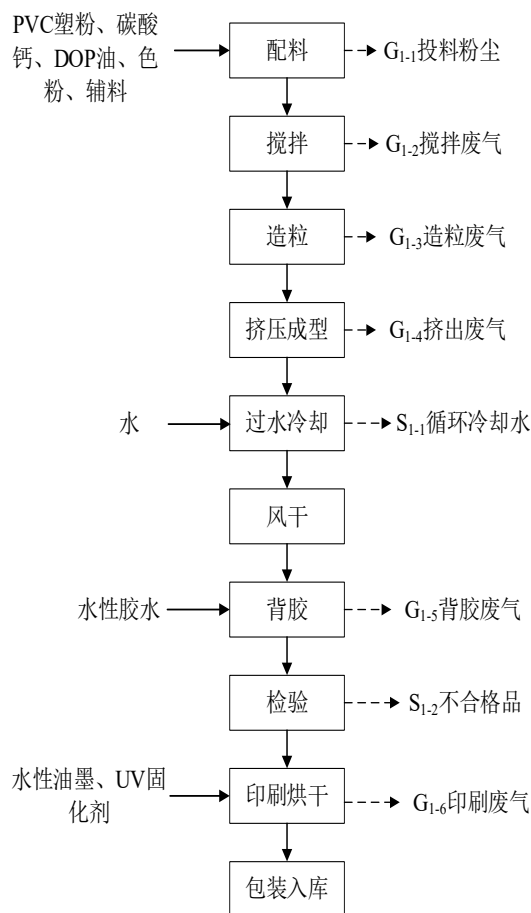 PVC塑粉、碳酸
钙、DOP油、色
粉、辅料
配料
G1-1投料粉尘
搅拌
G1-2搅拌废气
造粒
G1-3造粒废气
挤压成型
G1-4挤出废气
水
过水冷却
S1-1循环冷却水
风干
水性胶水
背胶
G1-5背胶废气
检验
S1-2不合格品
水性油墨、UV固
化剂
印刷烘干
G1-6印刷废气
包装入库